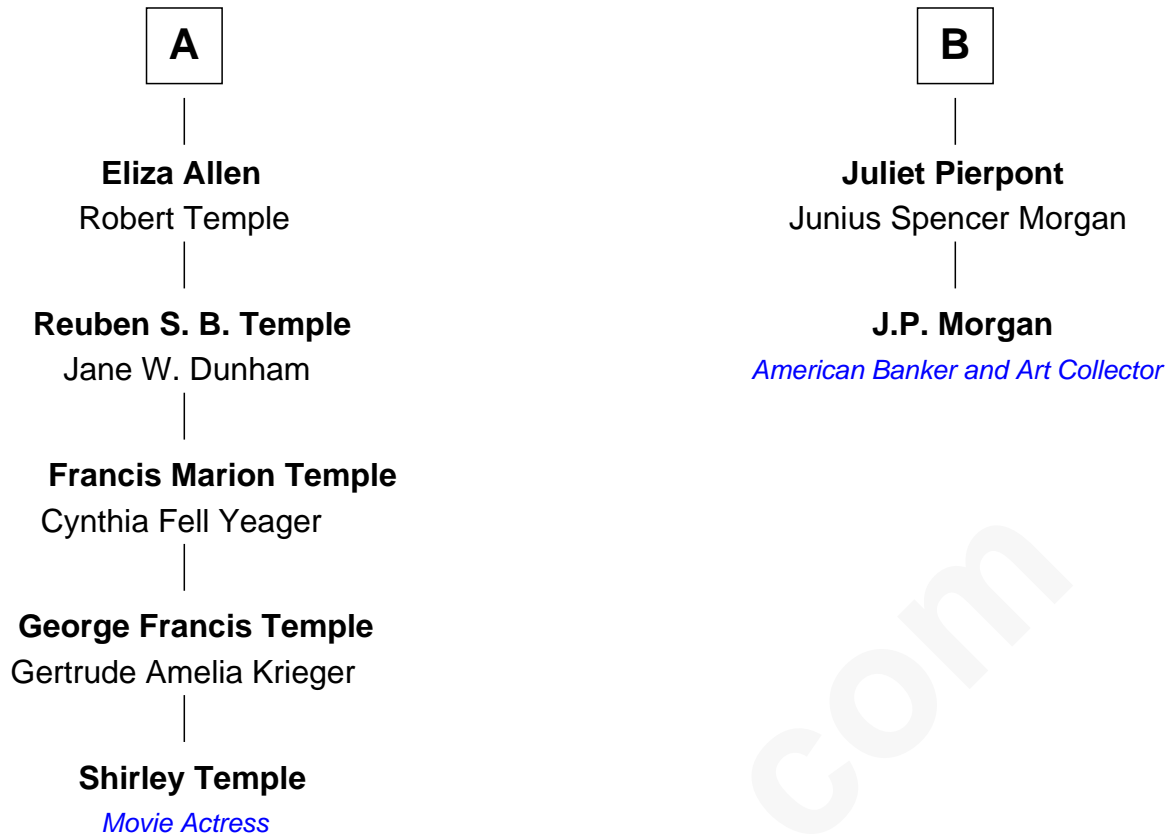 A
Eliza Allen
Robert Temple
Reuben S. B. Temple
Jane W. Dunham
Francis Marion Temple
Cynthia Fell Yeager
George Francis Temple
Gertrude Amelia Krieger
Shirley Temple
Movie Actress
B
Juliet Pierpont
Junius Spencer Morgan
J.P. Morgan
American Banker and Art Collector
com